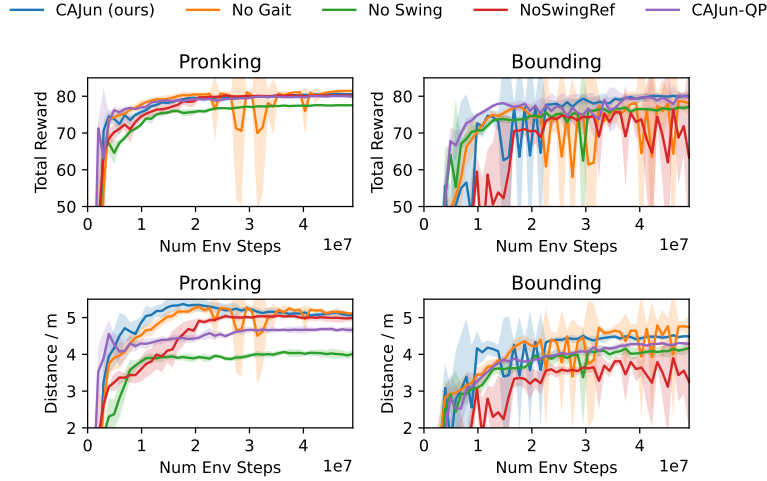 CAJun (ours) No Gait No Swing NoSwingRef CAJun-QP
Pronking
Total Reward
80
70
60
50
0 1 2 3 4
Num Env Steps 1e7
Bounding
Total Reward
80
70
60
50
0 1 2 3 4
Num Env Steps 1e7
Pronking
Distance / m
5
4
3
2
0 1 2 3 4
Num Env Steps 1e7
Bounding
Distance / m
5
4
3
2
0 1 2 3 4
Num Env Steps 1e7